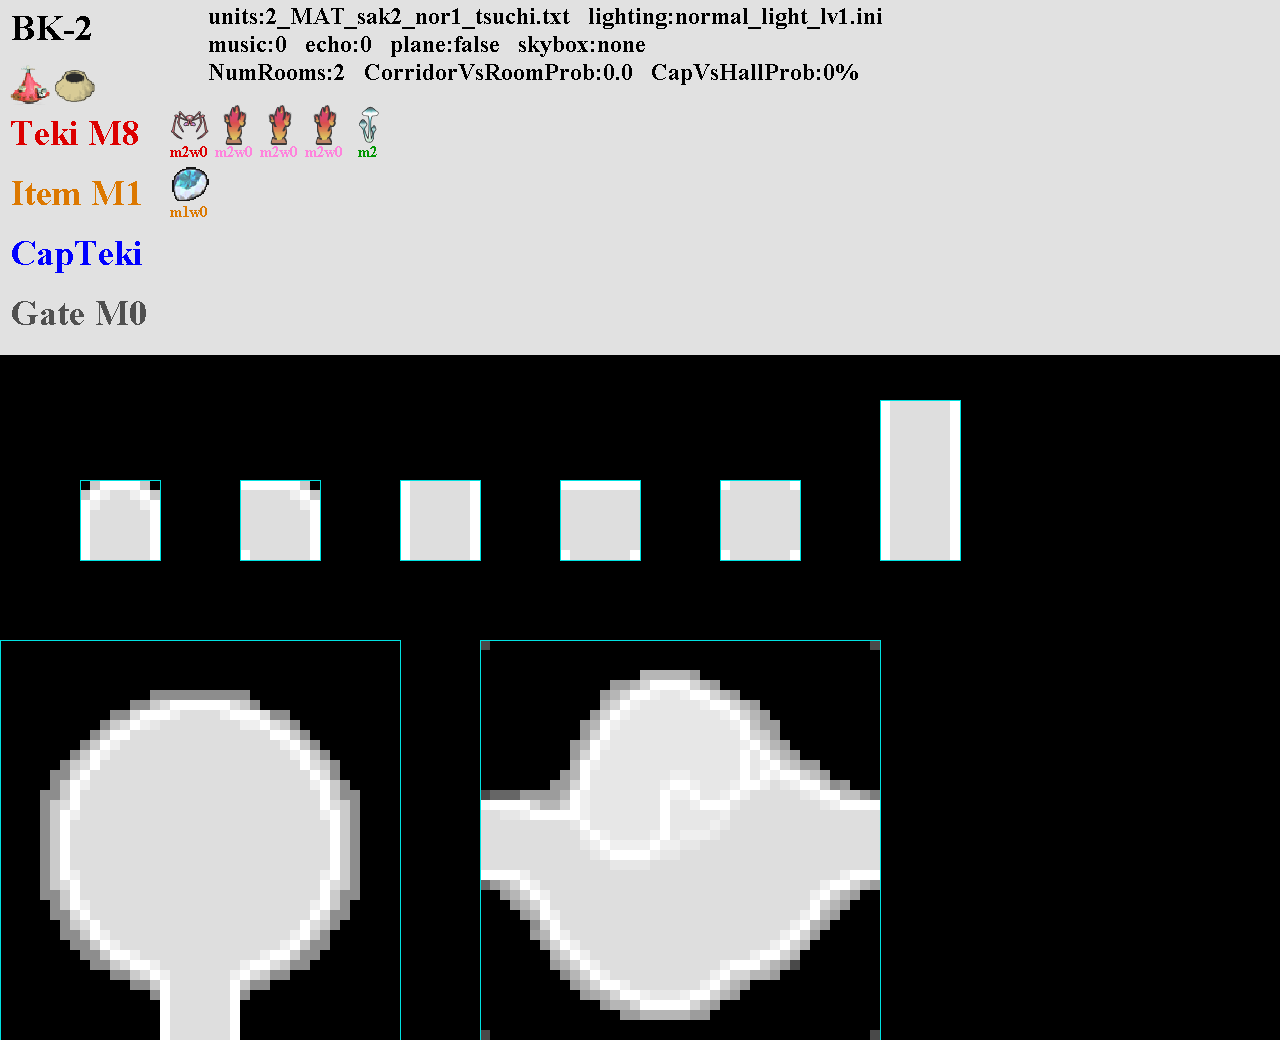 BK-2
units:2_MAT_sak2_nor1_tsuchi.txt lighting:normal_light_lv1.ini
music:0 echo:0 plane:false skybox:none
NumRooms:2 CorridorVsRoomProb:0.0 CapVsHallProb:0%
Teki M8
m2w0 m2w0 m2w0 m2w0 m2
Item M1
m1w0
CapTeki
Gate M0